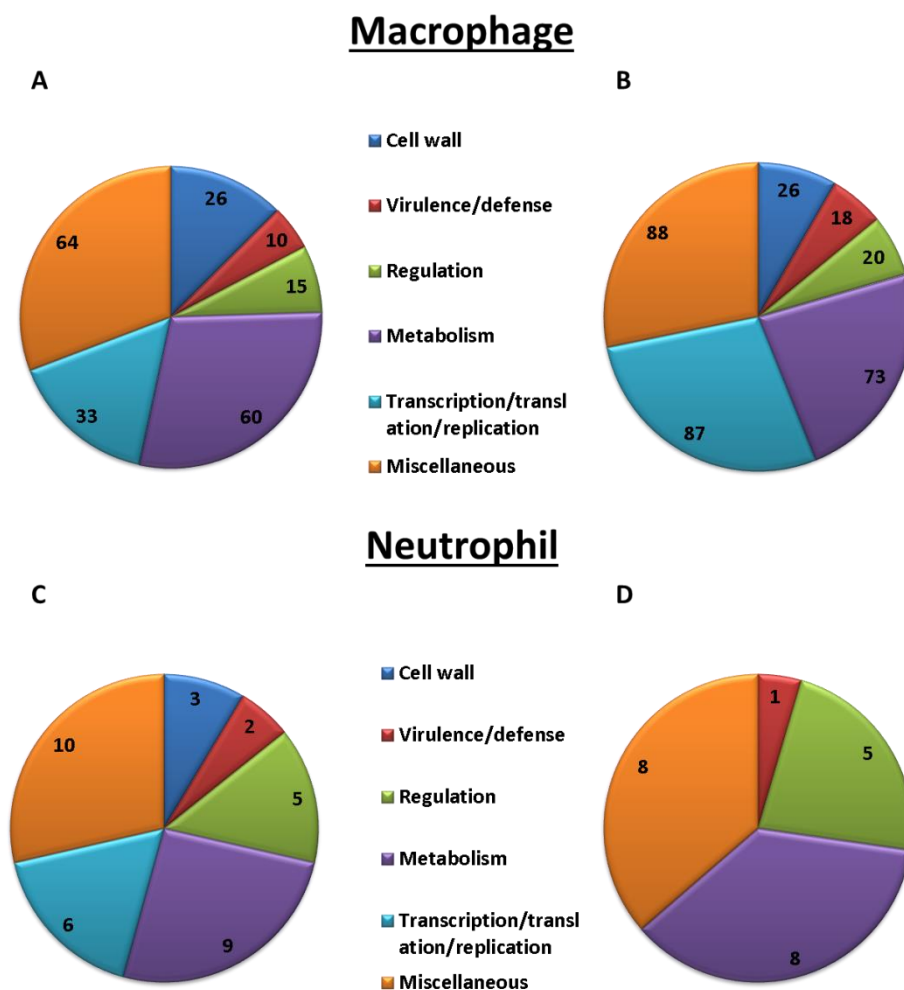 Macrophage
A
B
Cell wall
Virulence/defense
Regulation
Metabolism
Transcription/transl
ation/replication
Miscellaneous
26
10
15
60
33
64
26
18
20
73
87
88
Neutrophil
C
D
Cell wall
Virulence/defense
Regulation
Metabolism
Transcription/transl
ation/replication
Miscellaneous
3
2
5
9
6
10
1
5
8
8